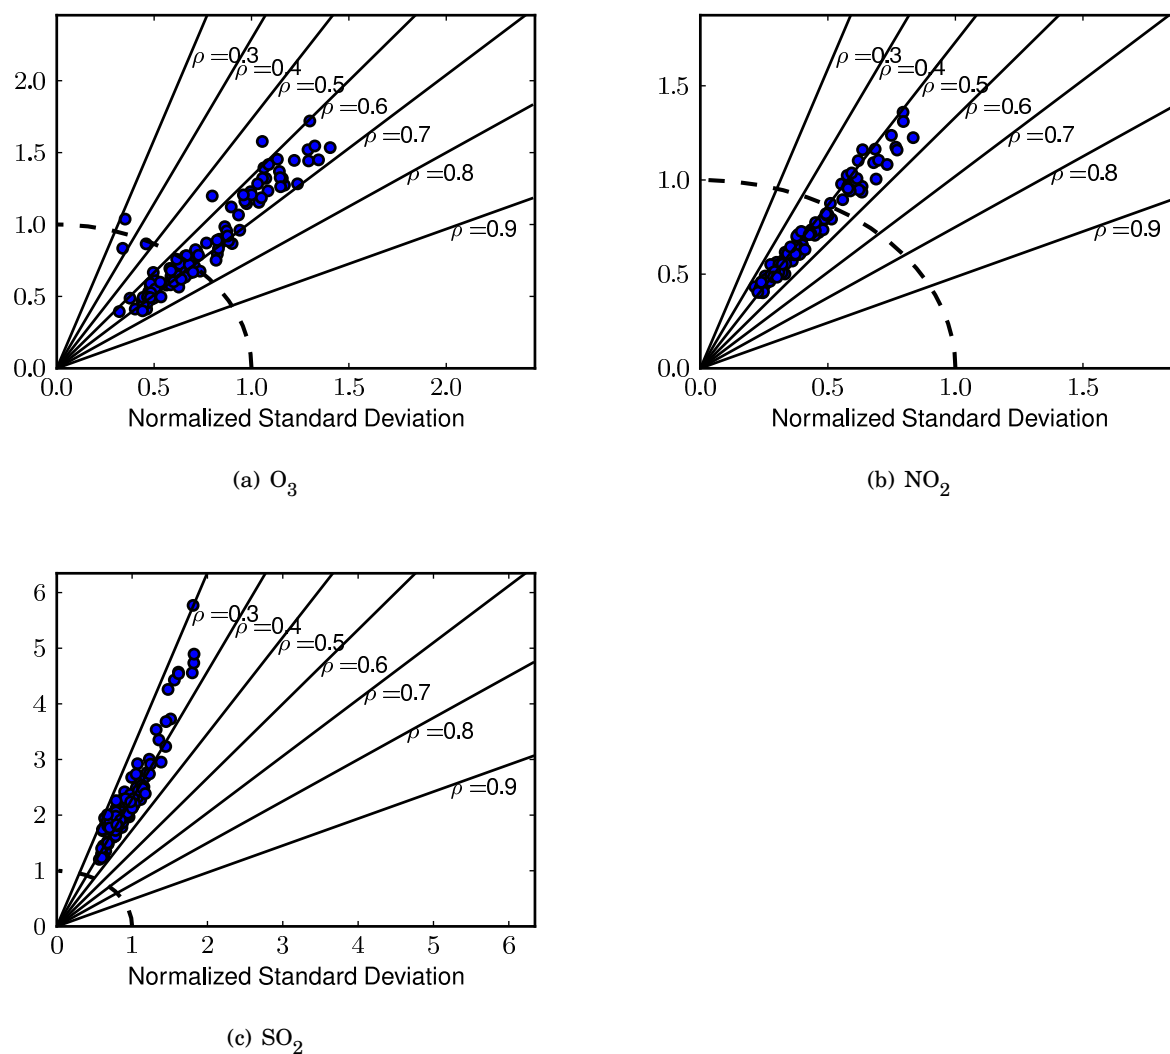 2.0
1.5
1.0
0.5
0.0
ρ=0.3
ρ=0.4
ρ=0.5
ρ=0.6
ρ=0.7
ρ=0.8
ρ=0.9
0.0 0.5 1.0 1.5 2.0
Normalized Standard Deviation
(a) O3
1.5
1.0
0.5
0.0
ρ=0.3
ρ=0.4
ρ=0.5
ρ=0.6
ρ=0.7
ρ=0.8
ρ=0.9
0.0 0.5 1.0 1.5
Normalized Standard Deviation
(b) NO2
6
5
4
3
2
1
0
ρ=0.3
ρ=0.4
ρ=0.5
ρ=0.6
ρ=0.7
ρ=0.8
ρ=0.9
0 1 2 3 4 5 6
Normalized Standard Deviation
(c) SO2